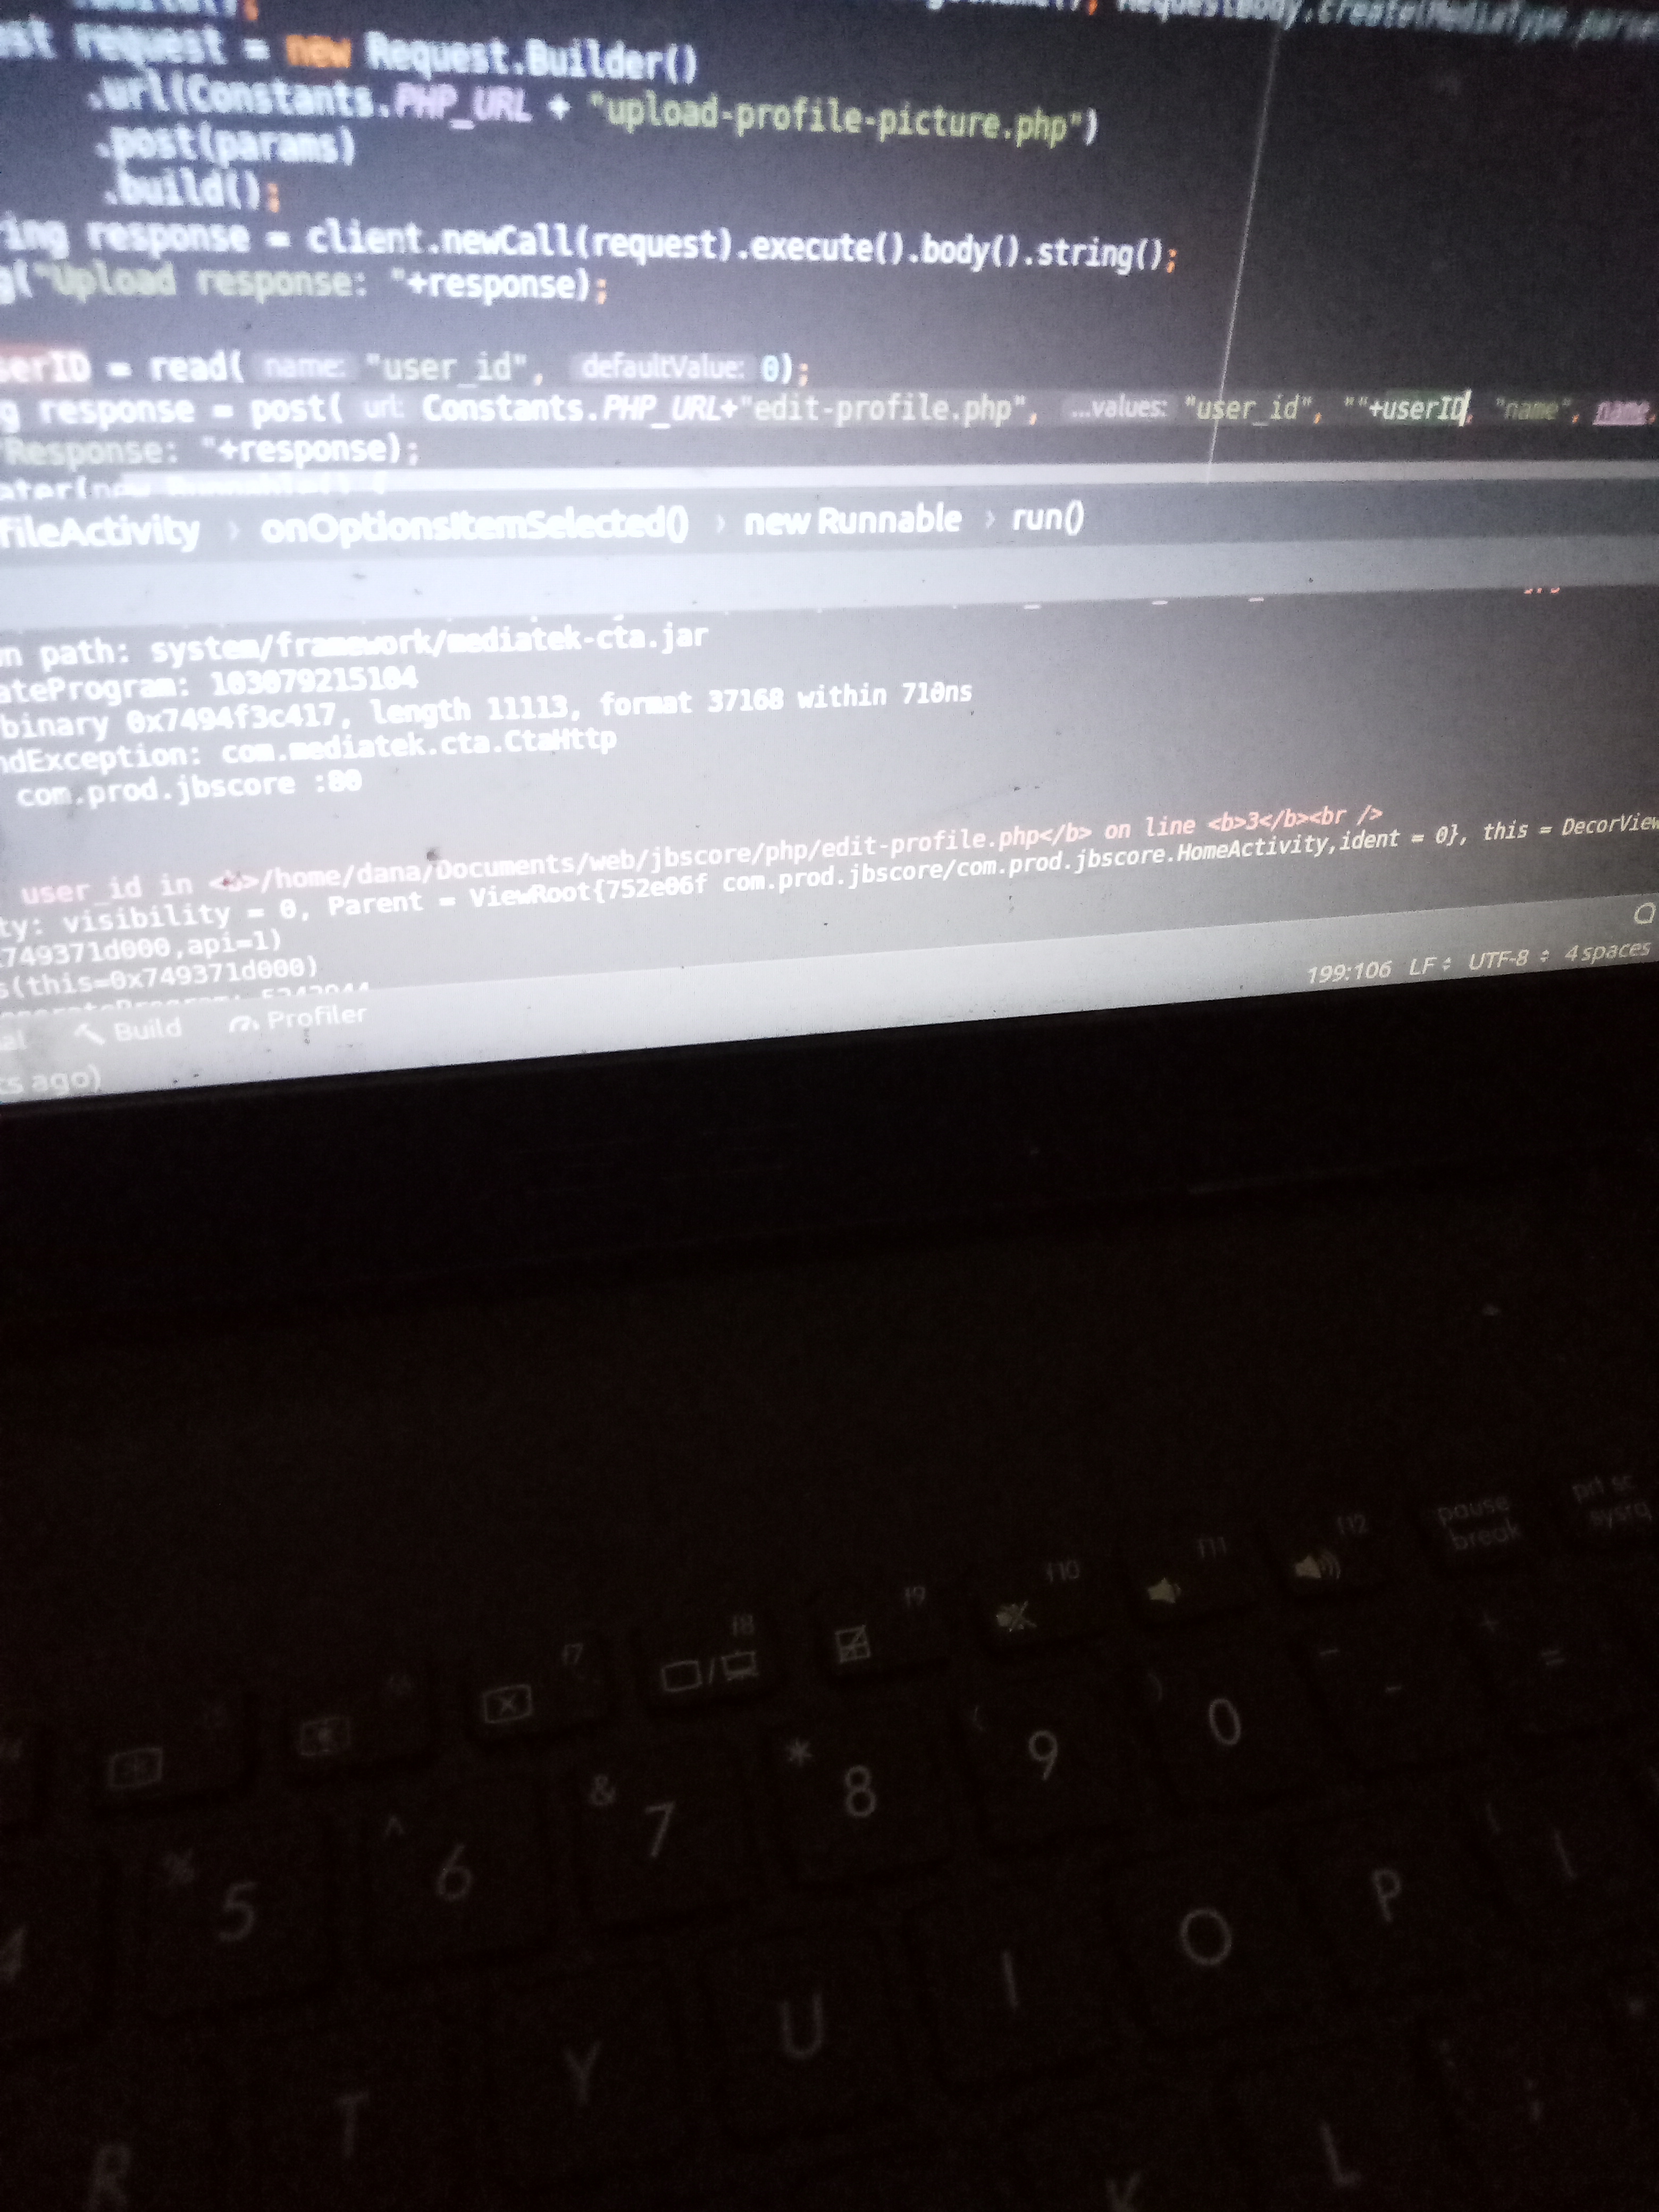 request = new Request.Builder()
.url(Constants.PHP_URL + "upload-profile-picture.php")
.post(params)
.build();
ing response = client.newCall(request).execute().body().string();
g("Upload response: "+response);
serID = read( name: "user_id", defaultValue: 0);
g response = post( url: Constants.PHP_URL+"edit-profile.php", ...values: "user_id", ""+userID, "name", name,
Response: "+response);
fileActivity › onOptionsItemSelected() › new Runnable › run()
n path: system/framework/mediatek-cta.jar
ateProgram: 103079215104
binary 0x7494f3c417, length 11113, format 37168 within 710ns
ndException: com.mediatek.cta.CtaHttp
com.prod.jbscore :80
user_id in <b>/home/dana/Documents/web/jbscore/php/edit-profile.php</b> on line <b>3</b><br />
ty: visibility = 0, Parent = ViewRoot{752e06f com.prod.jbscore/com.prod.jbscore.HomeActivity,ident = 0}, this = DecorView
749371d000,api=1)
s(this=0x749371d000)
199:106 LF UTF-8 4 spaces
al Build Profiler
s ago)
f7 f8 f9 f10 f11 f12 pause break prt sc sysrq
% 5 ^ 6 & 7 * 8 ( 9 ) 0 _ - + =
R T Y U I O P
K L ;